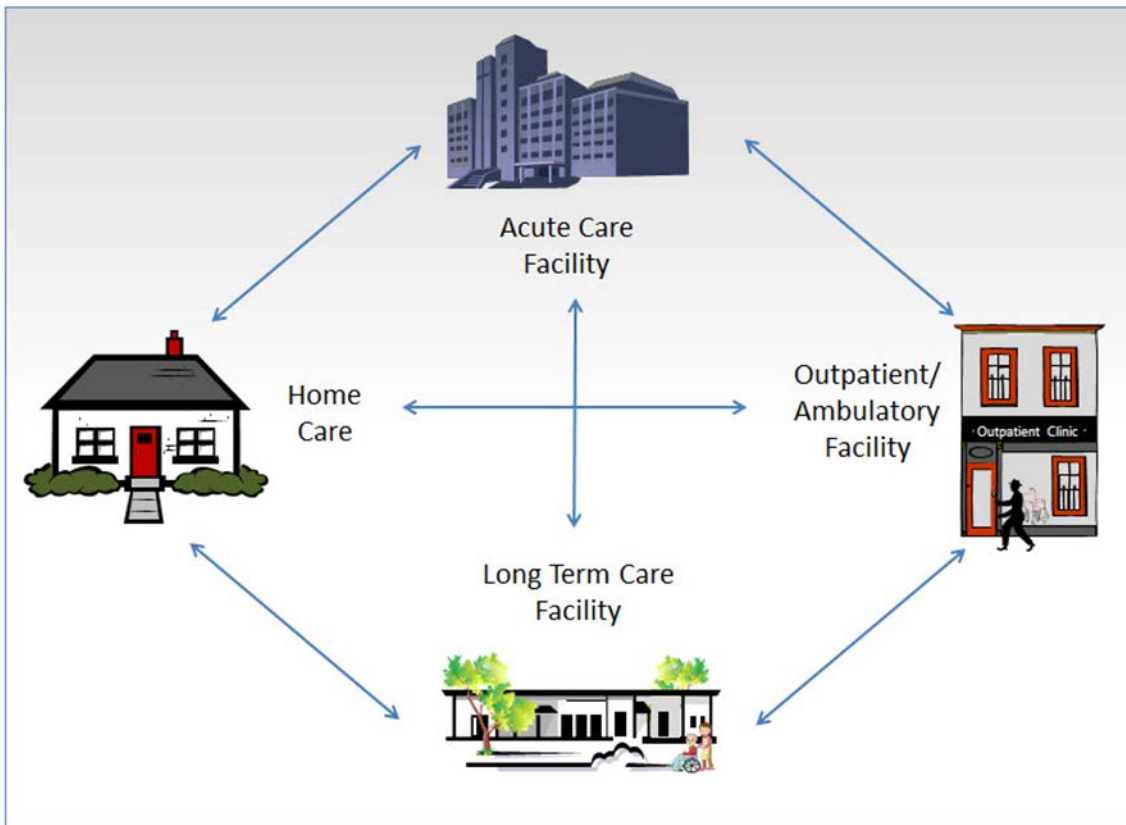 Acute Care
Facility
Home
Care
Outpatient/
Ambulatory
Facility
· Outpatient Clinic ·
Long Term Care
Facility